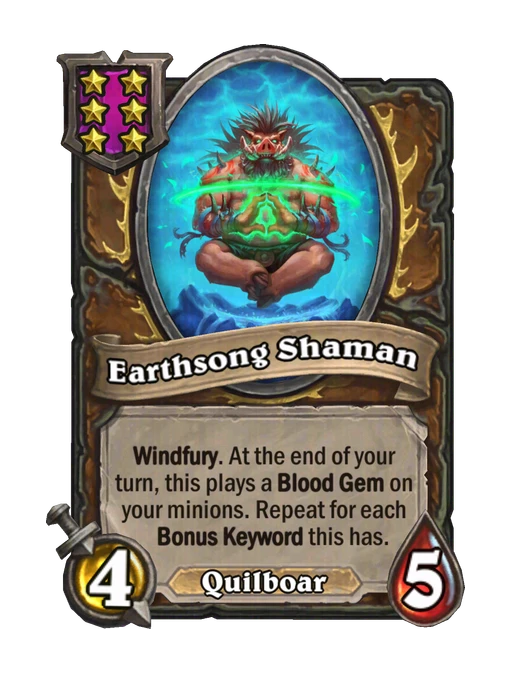 Earthsong Shaman
Windfury. At the end of your
turn, this plays a Blood Gem on
your minions. Repeat for each
Bonus Keyword this has.
4
Quilboar
5